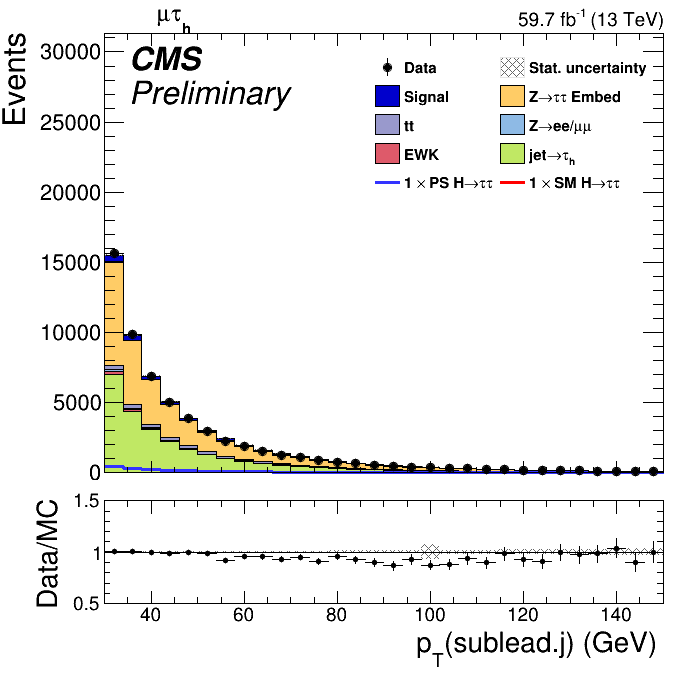 μτh 59.7 fb⁻¹ (13 TeV)
CMS
Preliminary
Data Stat. uncertainty
Signal Z→ττ Embed
tt Z→ee/μμ
EWK jet→τh
1 × PS H→ττ 1 × SM H→ττ
Events
30000
25000
20000
15000
10000
5000
0
Data/MC
1.5
1
0.5
40 60 80 100 120 140
pT(sublead.j) (GeV)